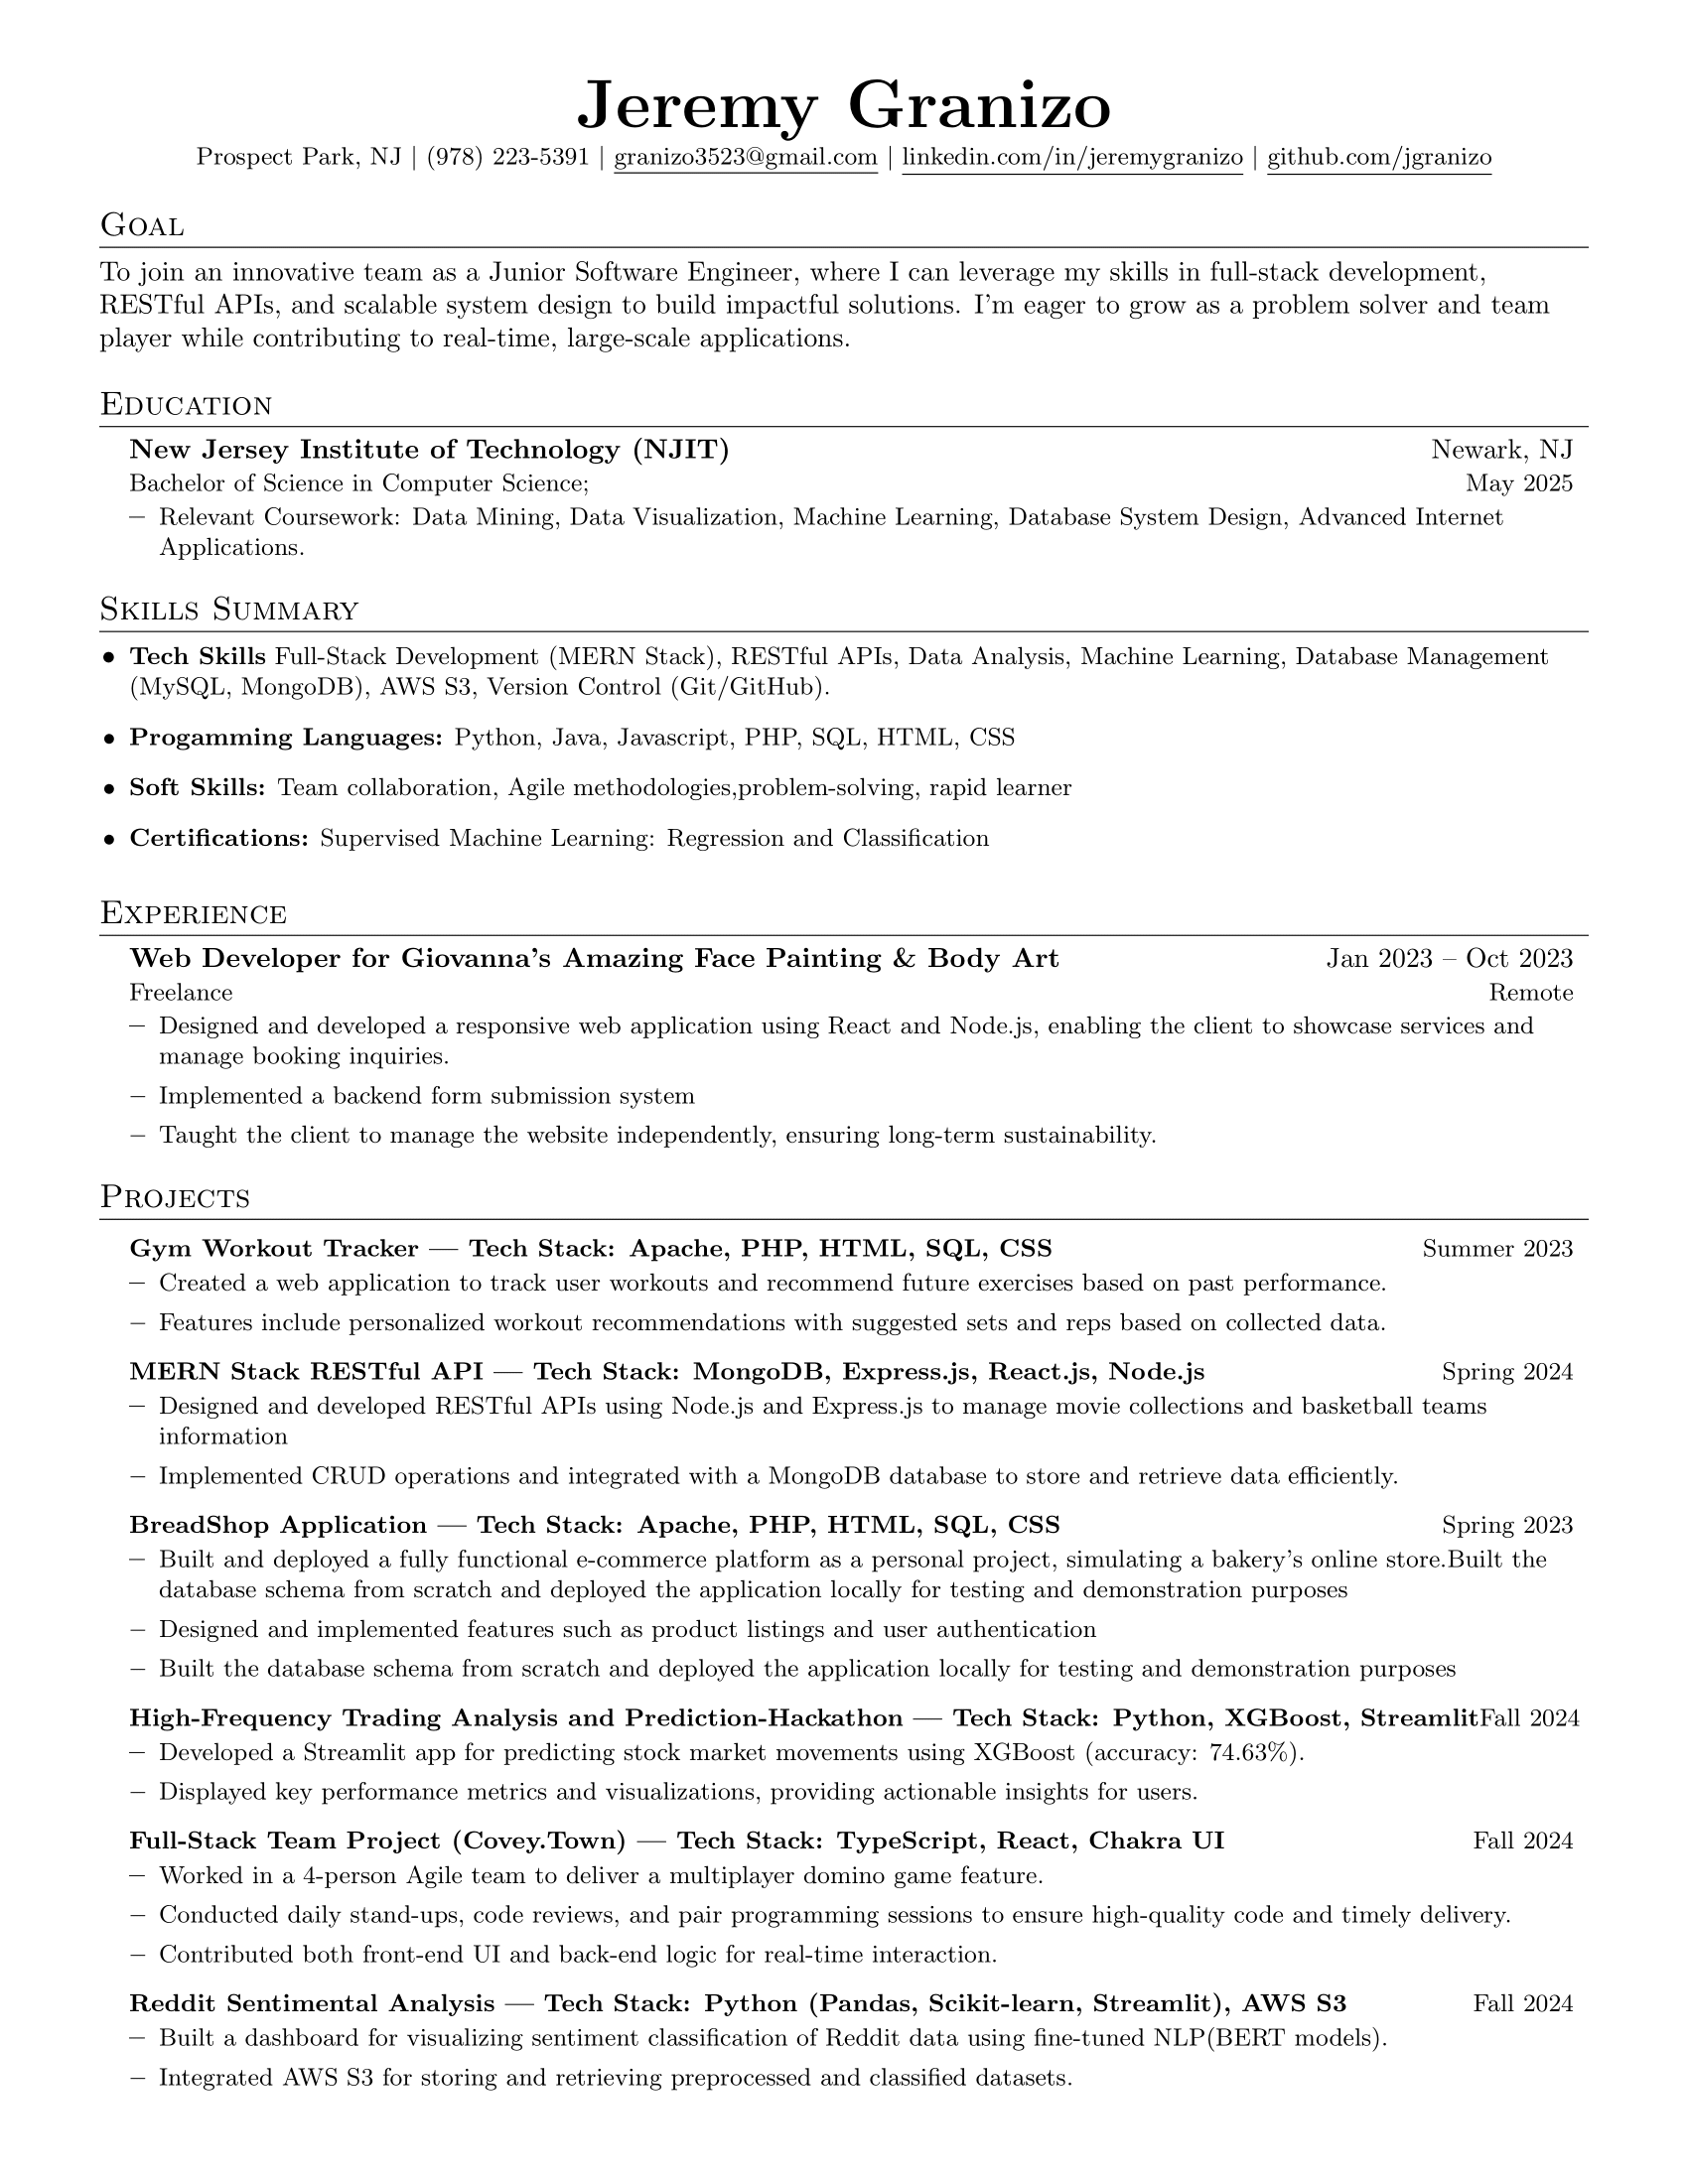 Jeremy Granizo
Prospect Park, NJ | (978) 223-5391 | granizo3523@gmail.com | linkedin.com/in/jeremygranizo | github.com/jgranizo
Goal
To join an innovative team as a Junior Software Engineer, where I can leverage my skills in full-stack development,
RESTful APIs, and scalable system design to build impactful solutions. I'm eager to grow as a problem solver and team
player while contributing to real-time, large-scale applications.
Education
New Jersey Institute of Technology (NJIT) Newark, NJ
Bachelor of Science in Computer Science; May 2025
– Relevant Coursework: Data Mining, Data Visualization, Machine Learning, Database System Design, Advanced Internet
Applications.
Skills Summary
• Tech Skills Full-Stack Development (MERN Stack), RESTful APIs, Data Analysis, Machine Learning, Database Management
(MySQL, MongoDB), AWS S3, Version Control (Git/GitHub).
• Progamming Languages: Python, Java, Javascript, PHP, SQL, HTML, CSS
• Soft Skills: Team collaboration, Agile methodologies,problem-solving, rapid learner
• Certifications: Supervised Machine Learning: Regression and Classification
Experience
Web Developer for Giovanna's Amazing Face Painting & Body Art Jan 2023 – Oct 2023
Freelance Remote
– Designed and developed a responsive web application using React and Node.js, enabling the client to showcase services and
manage booking inquiries.
– Implemented a backend form submission system
– Taught the client to manage the website independently, ensuring long-term sustainability.
Projects
Gym Workout Tracker — Tech Stack: Apache, PHP, HTML, SQL, CSS Summer 2023
– Created a web application to track user workouts and recommend future exercises based on past performance.
– Features include personalized workout recommendations with suggested sets and reps based on collected data.
MERN Stack RESTful API — Tech Stack: MongoDB, Express.js, React.js, Node.js Spring 2024
– Designed and developed RESTful APIs using Node.js and Express.js to manage movie collections and basketball teams
information
– Implemented CRUD operations and integrated with a MongoDB database to store and retrieve data efficiently.
BreadShop Application — Tech Stack: Apache, PHP, HTML, SQL, CSS Spring 2023
– Built and deployed a fully functional e-commerce platform as a personal project, simulating a bakery's online store.Built the
database schema from scratch and deployed the application locally for testing and demonstration purposes
– Designed and implemented features such as product listings and user authentication
– Built the database schema from scratch and deployed the application locally for testing and demonstration purposes
High-Frequency Trading Analysis and Prediction-Hackathon — Tech Stack: Python, XGBoost, StreamlitFall 2024
– Developed a Streamlit app for predicting stock market movements using XGBoost (accuracy: 74.63%).
– Displayed key performance metrics and visualizations, providing actionable insights for users.
Full-Stack Team Project (Covey.Town) — Tech Stack: TypeScript, React, Chakra UI Fall 2024
– Worked in a 4-person Agile team to deliver a multiplayer domino game feature.
– Conducted daily stand-ups, code reviews, and pair programming sessions to ensure high-quality code and timely delivery.
– Contributed both front-end UI and back-end logic for real-time interaction.
Reddit Sentimental Analysis — Tech Stack: Python (Pandas, Scikit-learn, Streamlit), AWS S3 Fall 2024
– Built a dashboard for visualizing sentiment classification of Reddit data using fine-tuned NLP(BERT models).
– Integrated AWS S3 for storing and retrieving preprocessed and classified datasets.